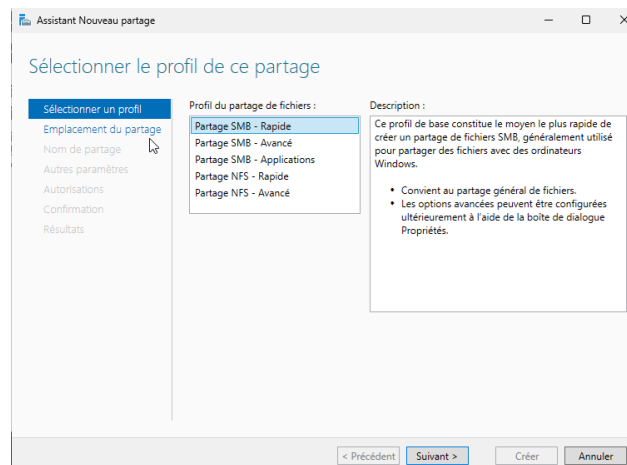 Assistant Nouveau partage
Sélectionner le profil de ce partage
Sélectionner un profil
Emplacement du partage
Nom de partage
Autres paramètres
Autorisations
Confirmation
Résultats
Profil du partage de fichiers :
Partage SMB - Rapide
Partage SMB - Avancé
Partage SMB - Applications
Partage NFS - Rapide
Partage NFS - Avancé
Description :
Ce profil de base constitue le moyen le plus rapide de
créer un partage de fichiers SMB, généralement utilisé
pour partager des fichiers avec des ordinateurs
Windows.
• Convient au partage général de fichiers.
• Les options avancées peuvent être configurées
ultérieurement à l'aide de la boîte de dialogue
Propriétés.
< Précédent
Suivant >
Créer
Annuler